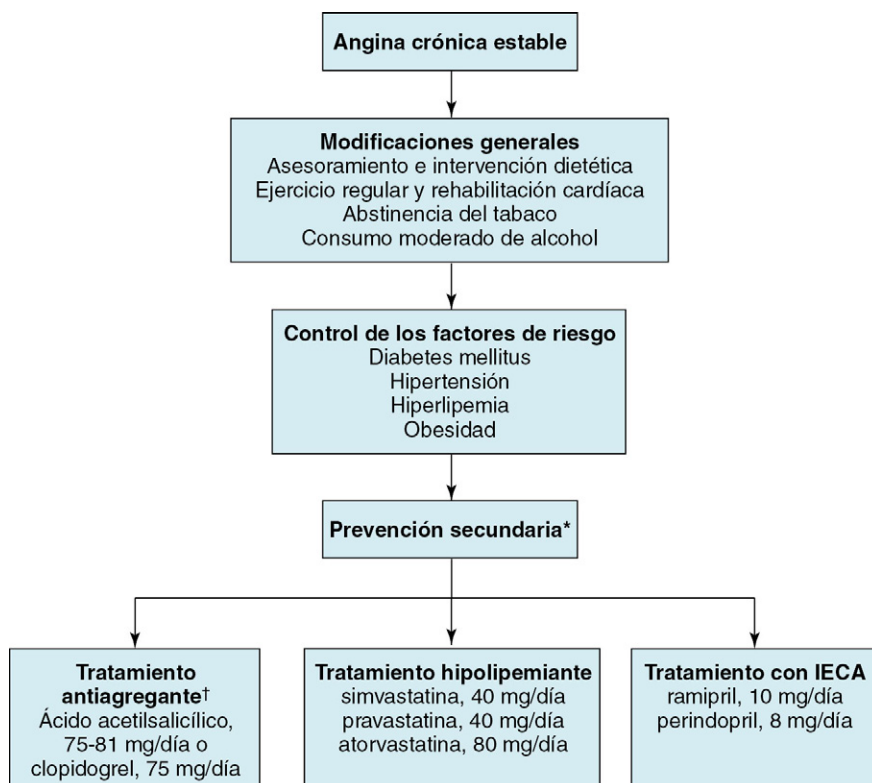 Angina crónica estable
Modificaciones generales
Asesoramiento e intervención dietética
Ejercicio regular y rehabilitación cardíaca
Abstinencia del tabaco
Consumo moderado de alcohol
Control de los factores de riesgo
Diabetes mellitus
Hipertensión
Hiperlipemia
Obesidad
Prevención secundaria*
Tratamiento
antiagregante†
Ácido acetilsalicílico,
75-81 mg/día o
clopidogrel, 75 mg/día
Tratamiento hipolipemiante
simvastatina, 40 mg/día
pravastatina, 40 mg/día
atorvastatina, 80 mg/día
Tratamiento con IECA
ramipril, 10 mg/día
perindopril, 8 mg/día